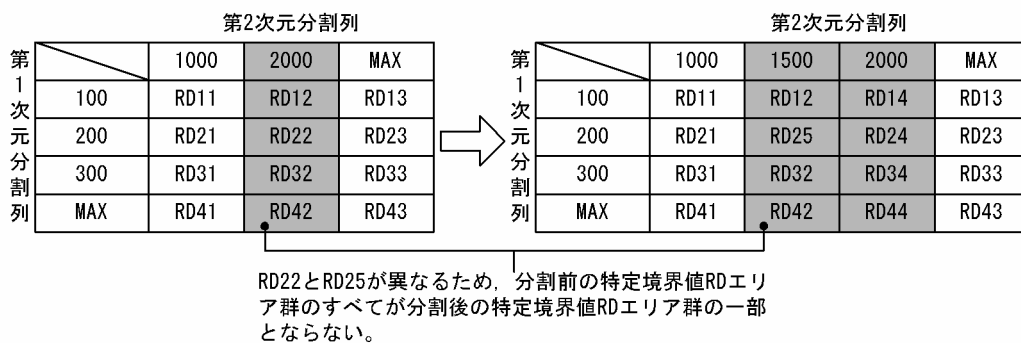 第2次元分割列
第1次元分割列
1000 2000 MAX
100 RD11 RD12 RD13
200 RD21 RD22 RD23
300 RD31 RD32 RD33
MAX RD41 RD42 RD43
第2次元分割列
第1次元分割列
1000 1500 2000 MAX
100 RD11 RD12 RD14 RD13
200 RD21 RD25 RD24 RD23
300 RD31 RD32 RD34 RD33
MAX RD41 RD42 RD44 RD43
RD22とRD25が異なるため，分割前の特定境界値RDエリ
ア群のすべてが分割後の特定境界値RDエリア群の一部
とならない。